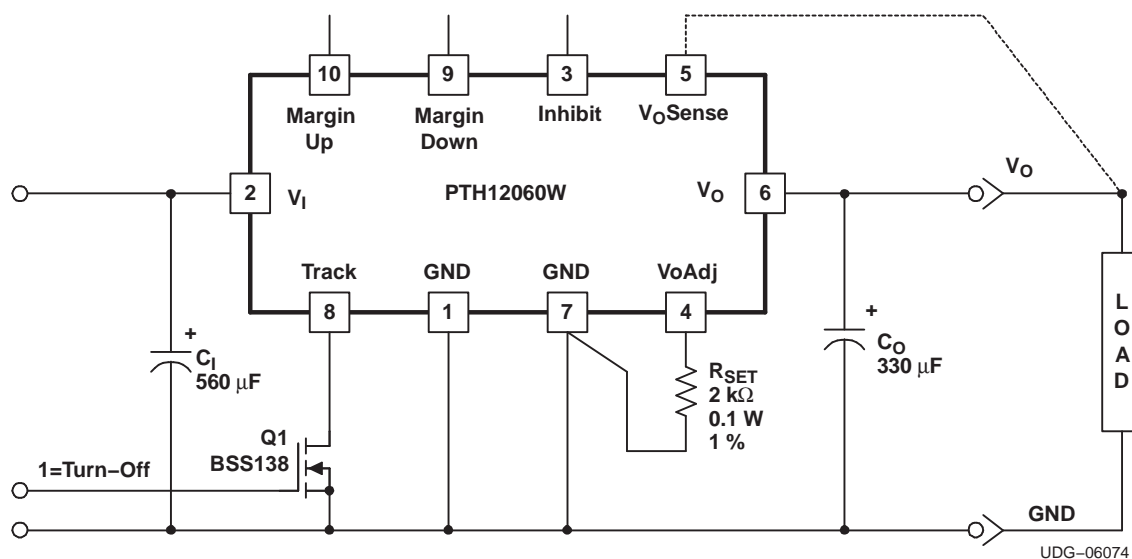 10
9
3
5
Margin
Up
Margin
Down
Inhibit
VOSense
VO
2
VI
PTH12060W
VO
6
Track
GND
GND
VoAdj
8
1
7
4
+
CI
560 μF
RSET
2 kΩ
0.1 W
1 %
+
CO
330 μF
L
O
A
D
Q1
BSS138
1=Turn–Off
GND
UDG–06074